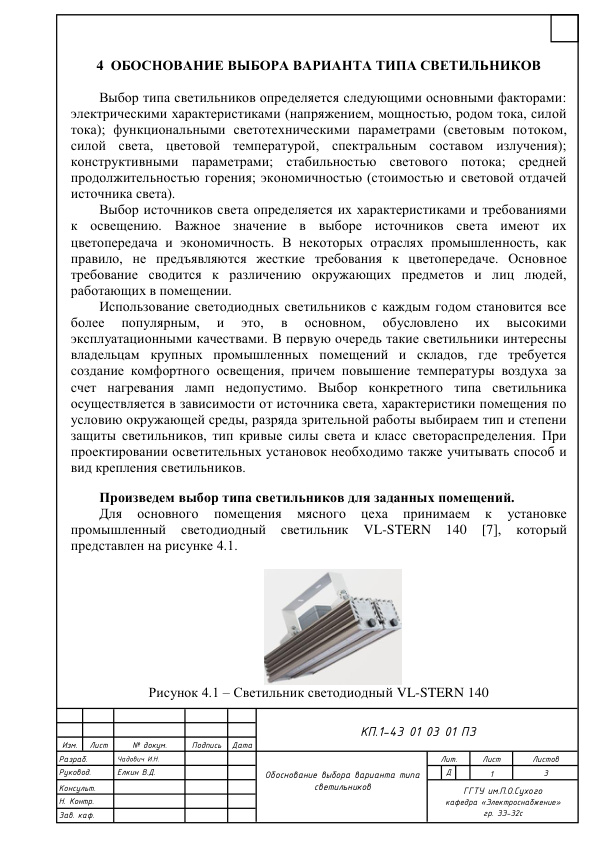 4 ОБОСНОВАНИЕ ВЫБОРА ВАРИАНТА ТИПА СВЕТИЛЬНИКОВ
Выбор типа светильников определяется следующими основными факторами:
электрическими характеристиками (напряжением, мощностью, родом тока, силой
тока); функциональными светотехническими параметрами (световым потоком,
силой света, цветовой температурой, спектральным составом излучения);
конструктивными параметрами; стабильностью светового потока; средней
продолжительностью горения; экономичностью (стоимостью и световой отдачей
источника света).
Выбор источников света определяется их характеристиками и требованиями
к освещению. Важное значение в выборе источников света имеют их
цветопередача и экономичность. В некоторых отраслях промышленность, как
правило, не предъявляются жесткие требования к цветопередаче. Основное
требование сводится к различению окружающих предметов и лиц людей,
работающих в помещении.
Использование светодиодных светильников с каждым годом становится все
более популярным, и это, в основном, обусловлено их высокими
эксплуатационными качествами. В первую очередь такие светильники интересны
владельцам крупных промышленных помещений и складов, где требуется
создание комфортного освещения, причем повышение температуры воздуха за
счет нагревания ламп недопустимо. Выбор конкретного типа светильника
осуществляется в зависимости от источника света, характеристики помещения по
условию окружающей среды, разряда зрительной работы выбираем тип и степени
защиты светильников, тип кривые силы света и класс светораспределения. При
проектировании осветительных установок необходимо также учитывать способ и
вид крепления светильников.
Произведем выбор типа светильников для заданных помещений.
Для основного помещения мясного цеха принимаем к установке
промышленный светодиодный светильник VL-STERN 140 [7], который
представлен на рисунке 4.1.
Рисунок 4.1 – Светильник светодиодный VL-STERN 140
КП.1-43 01 03 01 ПЗ
Изм. Лист № докум. Подпись Дата
Разраб. Чадович И.Н.
Руковод. Елкин В.Д.
Консульт.
Н. Контр.
Зав. каф.
Обоснование выбора варианта типа
светильников
Лит. Лист Листов
Д 1 3
ГГТУ им.П.О.Сухого
кафедра «Электроснабжение»
гр. ЗЭ-32с